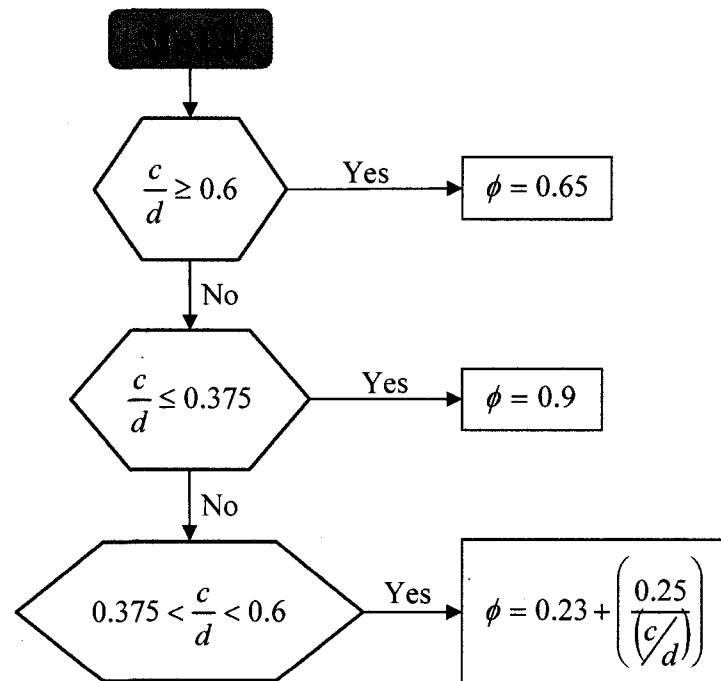 c/d ≥ 0.6
Yes
ϕ = 0.65
No
c/d ≤ 0.375
Yes
ϕ = 0.9
No
0.375 < c/d < 0.6
Yes
ϕ = 0.23 + (0.25/(c/d))